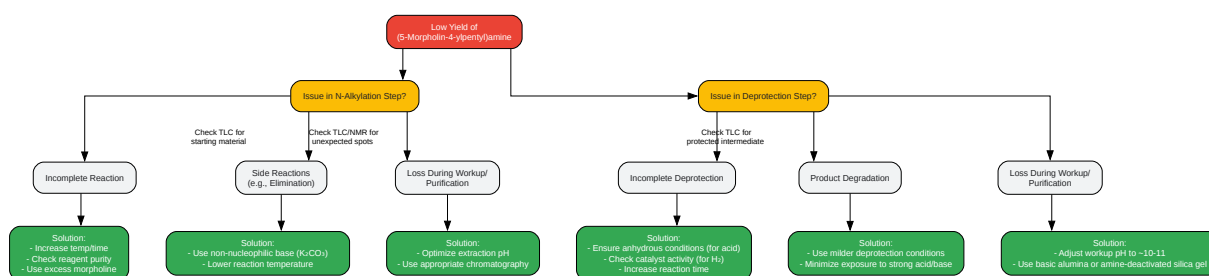 Low Yield of
(5-Morpholin-4-ylpentyl)amine
Issue in N-Alkylation Step?
Issue in Deprotection Step?
Check TLC for
starting material
Check TLC/NMR for
unexpected spots
Check TLC for
protected intermediate
Incomplete Reaction
Side Reactions
(e.g., Elimination)
Loss During Workup/
Purification
Incomplete Deprotection
Product Degradation
Loss During Workup/
Purification
Solution:
- Increase temp/time
- Check reagent purity
- Use excess morpholine
Solution:
- Use non-nucleophilic base (K₂CO₃)
- Lower reaction temperature
Solution:
- Optimize extraction pH
- Use appropriate chromatography
Solution:
- Ensure anhydrous conditions (for acid)
- Check catalyst activity (for H₂)
- Increase reaction time
Solution:
- Use milder deprotection conditions
- Minimize exposure to strong acid/base
Solution:
- Adjust workup pH to ~10-11
- Use basic alumina or amine-deactivated silica gel